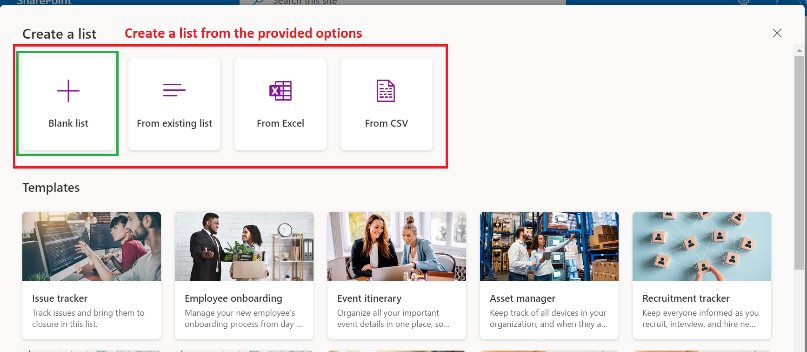 SharePoint
Search this site
Create a list
Create a list from the provided options
Blank list
From existing list
From Excel
From CSV
Templates
Issue tracker
Track issues and bring them to
closure in this list.
Employee onboarding
Manage your new employee's
onboarding process from day ...
Event itinerary
Organize all your important
event details in one place, so...
Asset manager
Keep track of all devices in your
organization, and when they a...
Recruitment tracker
Keep everyone informed as you
recruit, interview, and hire ne...